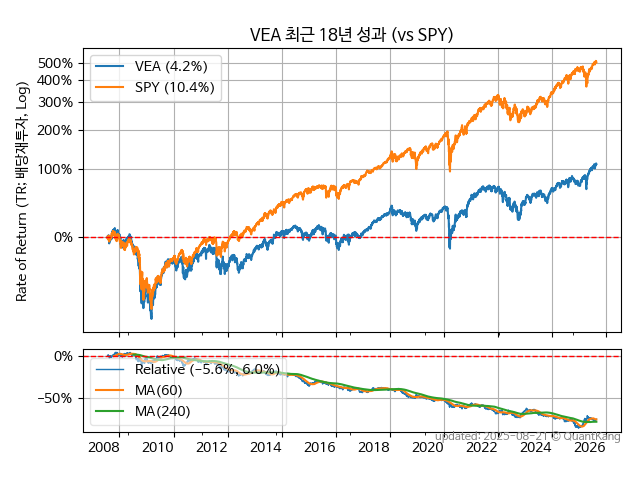 VEA 최근 18년 성과 (vs SPY)
Rate of Return (TR: 배당재투자, Log)
500%
400%
300%
200%
100%
0%
VEA (4.2%)
SPY (10.4%)
0%
−50%
Relative (−5.6%, 6.0%)
MA(60)
MA(240)
2008 2010 2012 2014 2016 2018 2020 2022 2024 2026
updated: 2025-08-21 © QuantKang